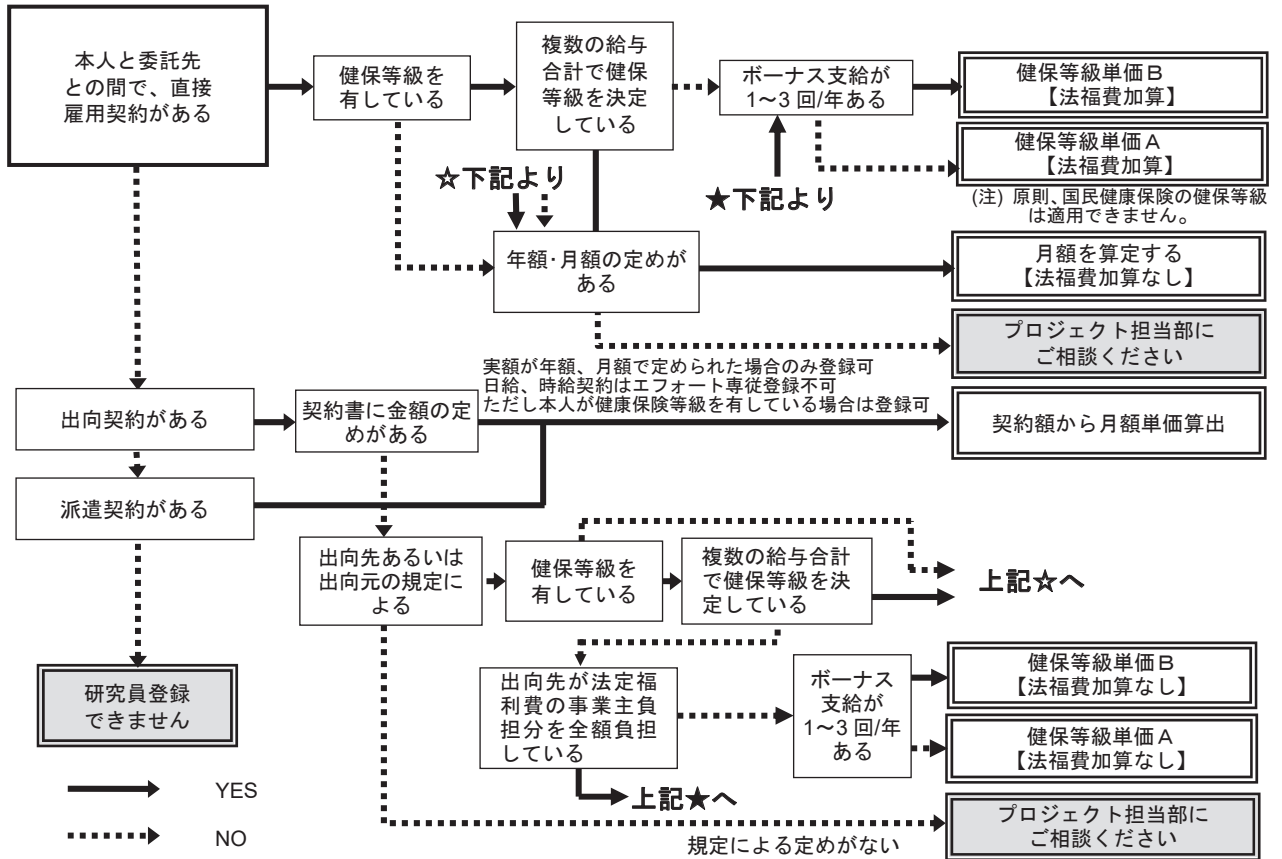 本人と委託先
との間で、直接
雇用契約がある
健保等級を
有している
複数の給与
合計で健保
等級を決定
している
ボーナス支給が
1～3 回/年ある
健保等級単価B
【法福費加算】
健保等級単価A
【法福費加算】
(注) 原則、国民健康保険の健保等級
は適用できません。
☆下記より
★下記より
年額･月額の定めが
ある
月額を算定する
【法福費加算なし】
プロジェクト担当部に
ご相談ください
実額が年額、月額で定められた場合のみ登録可
日給、時給契約はエフォート専従登録不可
ただし本人が健康保険等級を有している場合は登録可
出向契約がある
契約書に金額の定
めがある
契約額から月額単価算出
派遣契約がある
出向先あるいは
出向元の規定に
よる
健保等級を
有している
複数の給与合計
で健保等級を決
定している
上記☆へ
研究員登録
できません
出向先が法定福
利費の事業主負
担分を全額負担
している
ボーナス
支給が
1～3 回/年
ある
健保等級単価B
【法福費加算なし】
健保等級単価A
【法福費加算なし】
上記★へ
YES
NO
規定による定めがない
プロジェクト担当部に
ご相談ください